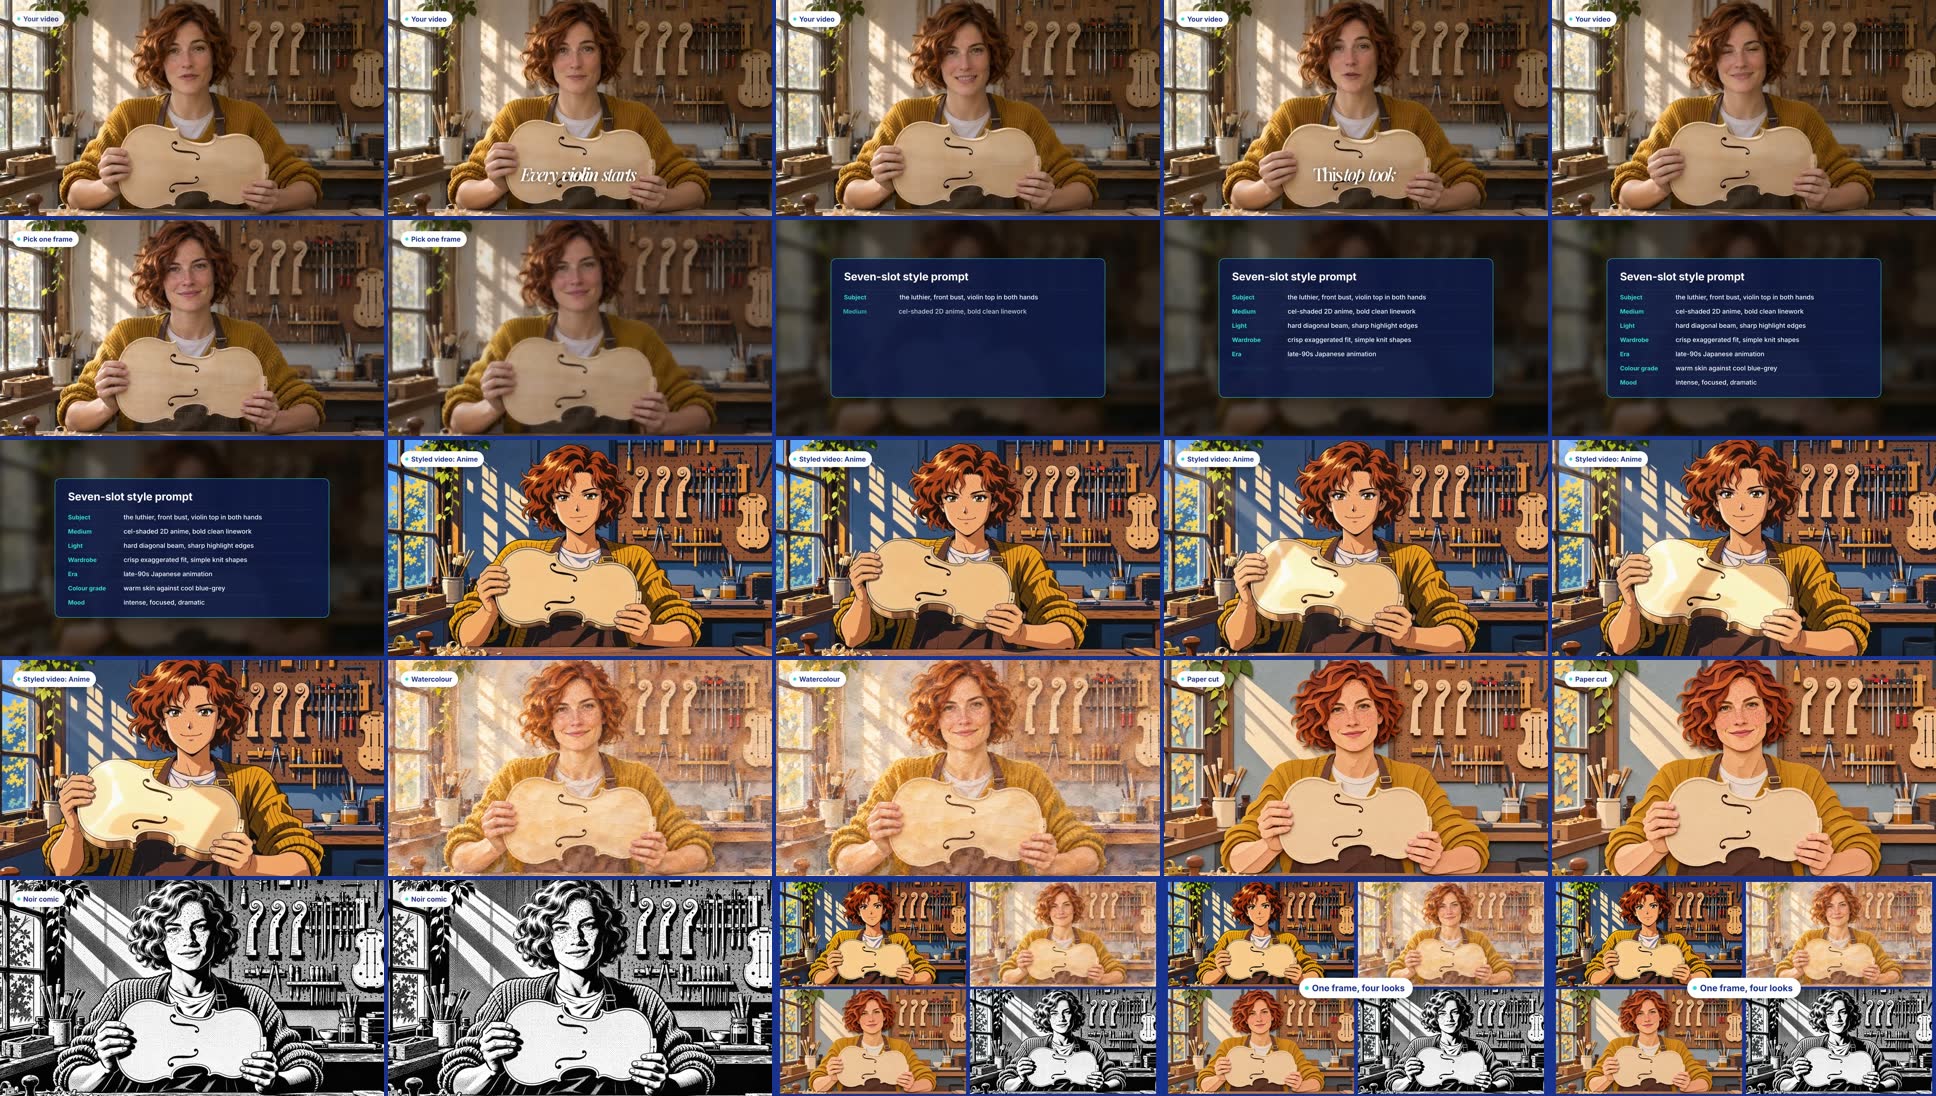 Your video
Your video
Every violin starts
Your video
Your video
This top took
Your video
Pick one frame
Pick one frame
Seven-slot style prompt
Subject the luthier, front bust, violin top in both hands
Medium cel-shaded 2D anime, bold clean linework
Seven-slot style prompt
Subject the luthier, front bust, violin top in both hands
Medium cel-shaded 2D anime, bold clean linework
Light hard diagonal beam, sharp highlight edges
Wardrobe crisp exaggerated fit, simple knit shapes
Era late-90s Japanese animation
Seven-slot style prompt
Subject the luthier, front bust, violin top in both hands
Medium cel-shaded 2D anime, bold clean linework
Light hard diagonal beam, sharp highlight edges
Wardrobe crisp exaggerated fit, simple knit shapes
Era late-90s Japanese animation
Colour grade warm skin against cool blue-grey
Mood intense, focused, dramatic
Seven-slot style prompt
Subject the luthier, front bust, violin top in both hands
Medium cel-shaded 2D anime, bold clean linework
Light hard diagonal beam, sharp highlight edges
Wardrobe crisp exaggerated fit, simple knit shapes
Era late-90s Japanese animation
Colour grade warm skin against cool blue-grey
Mood intense, focused, dramatic
Styled video: Anime
Styled video: Anime
Styled video: Anime
Styled video: Anime
Styled video: Anime
Watercolour
Watercolour
Paper cut
Paper cut
Noir comic
Noir comic
One frame, four looks
One frame, four looks